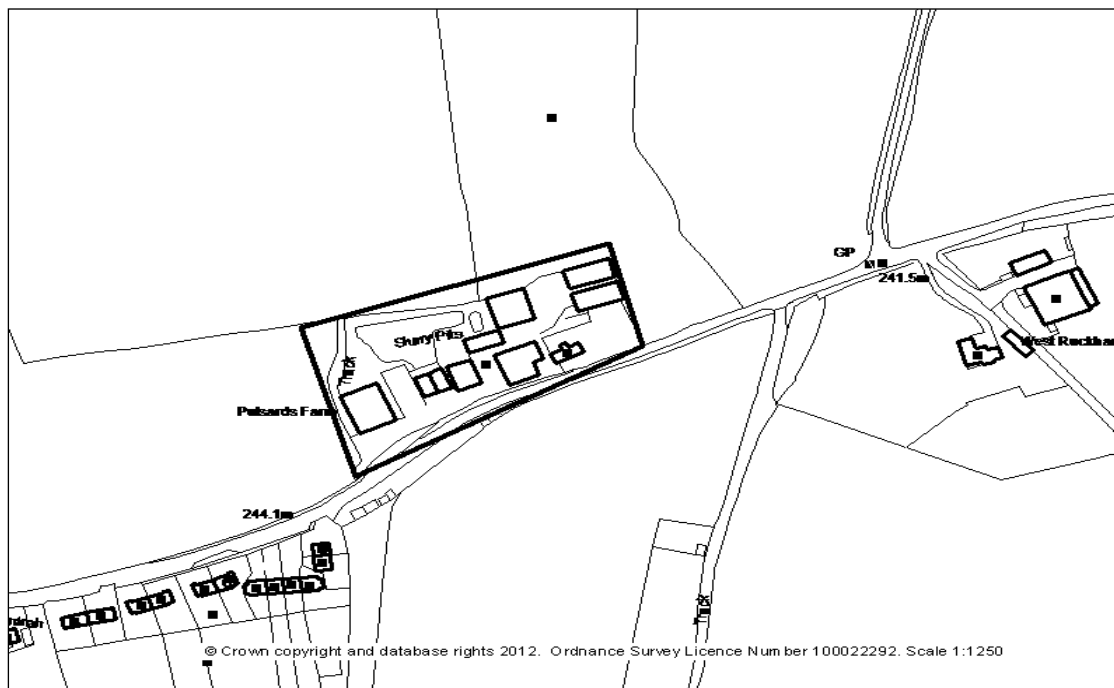 GP
241.5m
Slurry Pits
West Ruckham
Track
Pulsards Farm
244.1m
Track
© Crown copyright and database rights 2012. Ordnance Survey Licence Number 100022292. Scale 1:1250